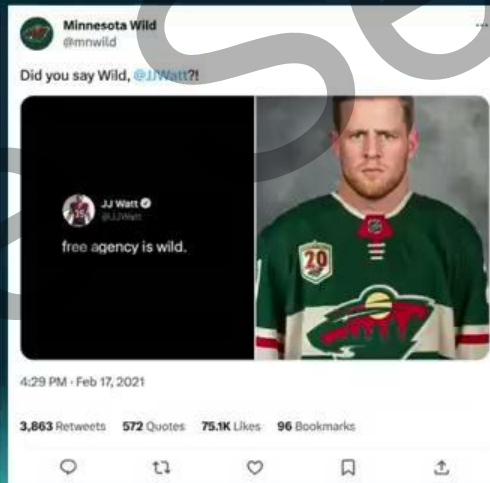 Minnesota Wild
@mnwild
Did you say Wild, @JJWatt?!
JJ Watt
@JJWatt
free agency is wild.
20
4:29 PM · Feb 17, 2021
3,863 Retweets 572 Quotes 75.1K Likes 96 Bookmarks